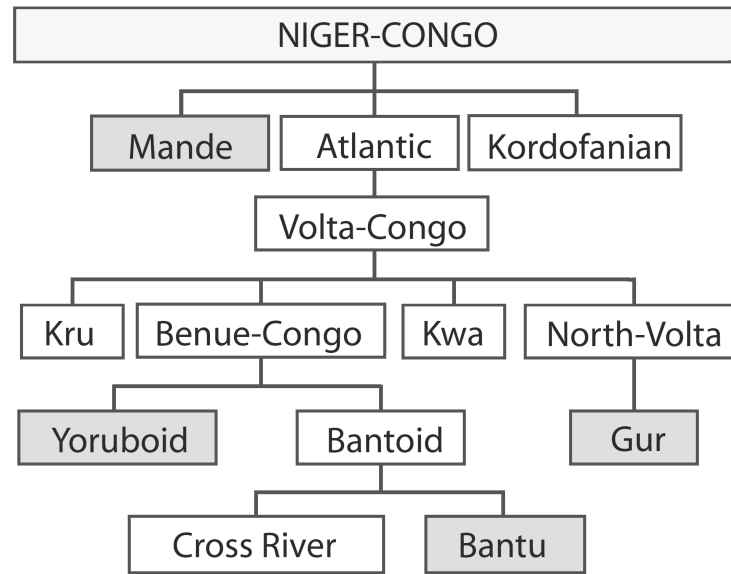 NIGER-CONGO
Mande Atlantic Kordofanian
Volta-Congo
Kru Benue-Congo Kwa North-Volta
Yoruboid Bantoid Gur
Cross River Bantu